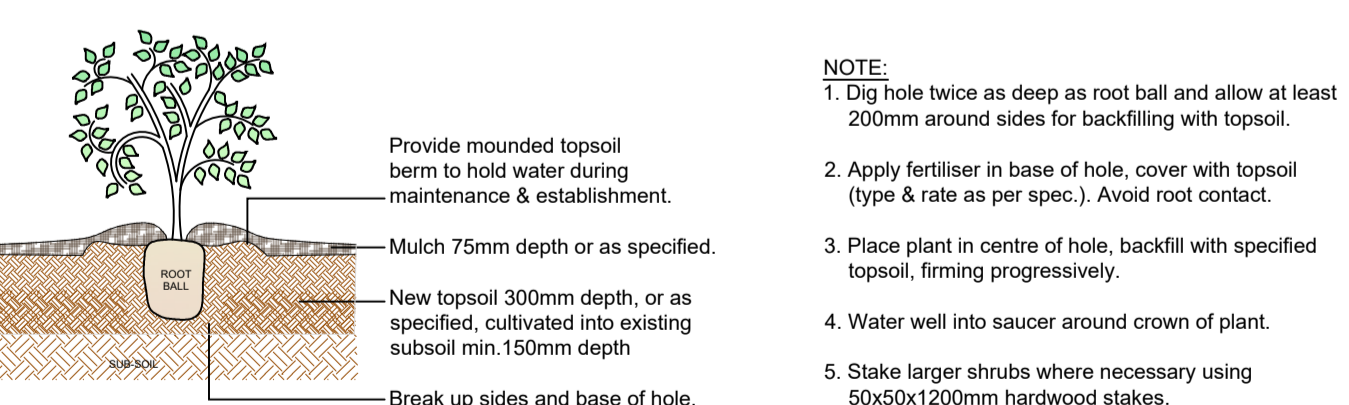 ROOT
BALL
SUB-SOIL
Provide mounded topsoil
berm to hold water during
maintenance & establishment.
Mulch 75mm depth or as specified.
New topsoil 300mm depth, or as
specified, cultivated into existing
subsoil min.150mm depth
Break up sides and base of hole.
NOTE:
1. Dig hole twice as deep as root ball and allow at least
200mm around sides for backfilling with topsoil.
2. Apply fertiliser in base of hole, cover with topsoil
(type & rate as per spec.). Avoid root contact.
3. Place plant in centre of hole, backfill with specified
topsoil, firming progressively.
4. Water well into saucer around crown of plant.
5. Stake larger shrubs where necessary using
50x50x1200mm hardwood stakes.